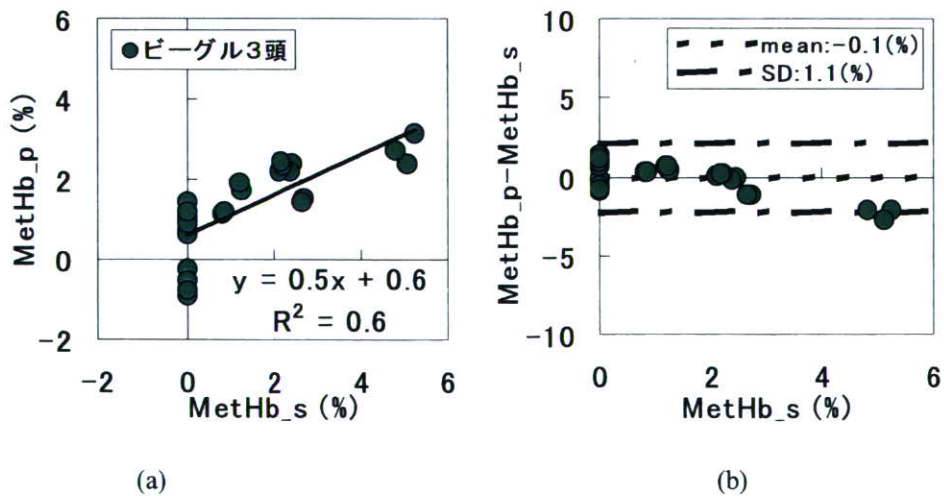 6
4
2
0
-2
MetHb_p (%)
●ビーグル3頭
y = 0.5x + 0.6
R² = 0.6
-2 0 2 4 6
MetHb_s (%)
(a)
10
5
0
-5
-10
MetHb_p-MetHb_s
mean:-0.1(%)
SD:1.1(%)
0 2 4 6
MetHb_s (%)
(b)